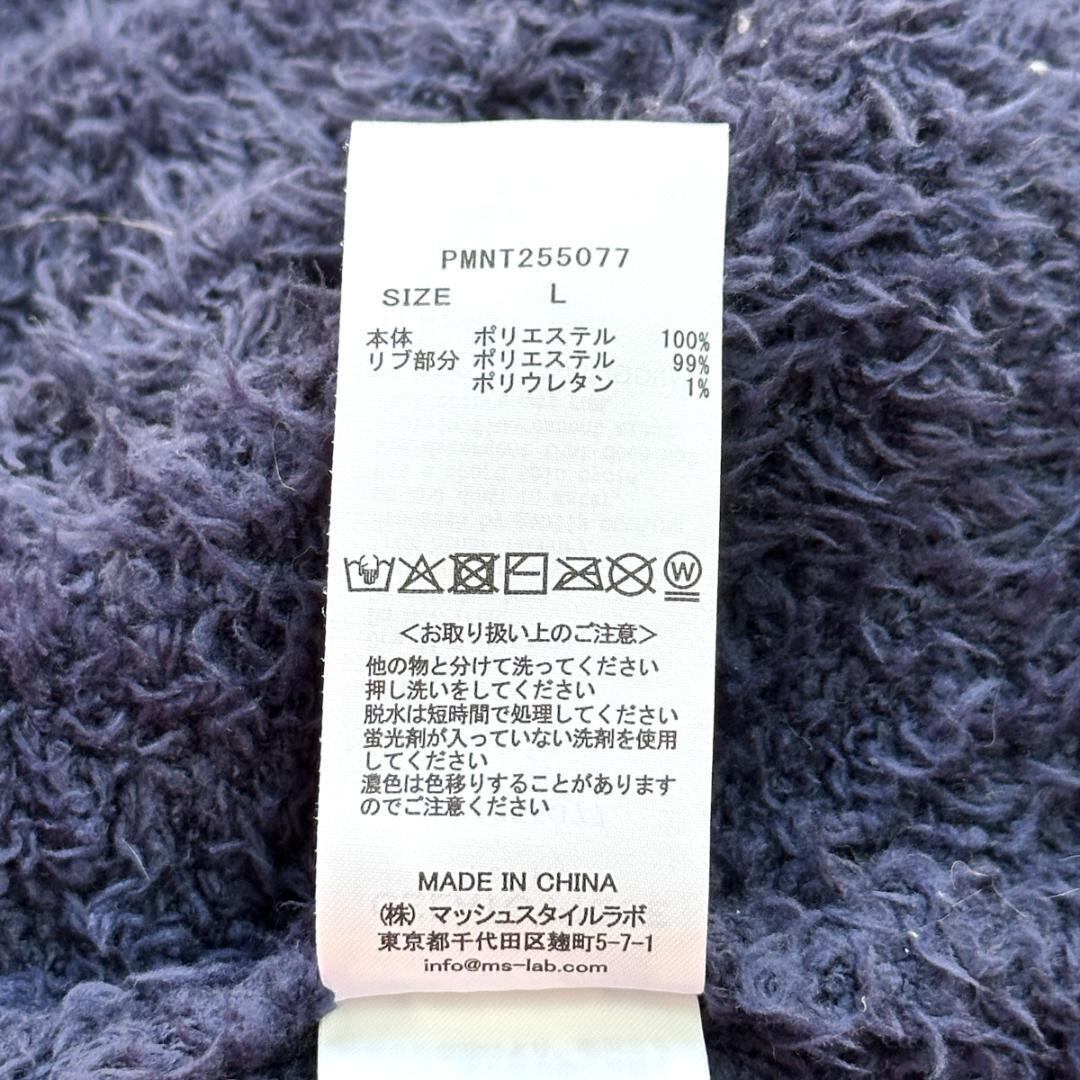 PMNT255077
SIZE L
本体 ポリエステル 100%
リブ部分 ポリエステル 99%
ポリウレタン 1%
W
＜お取り扱い上のご注意＞
他の物と分けて洗ってください
押し洗いをしてください
脱水は短時間で処理してください
蛍光剤が入っていない洗剤を使用
してください
濃色は色移りすることがあります
のでご注意ください
MADE IN CHINA
(株) マッシュスタイルラボ
東京都千代田区麹町5-7-1
info@ms-lab.com